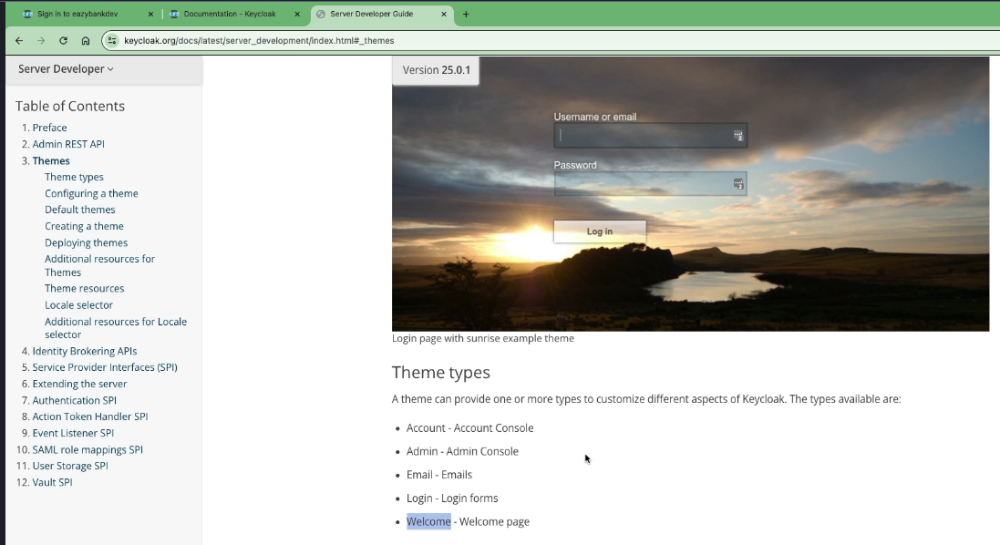 Sign in to eazybankdev
Documentation - Keycloak
Server Developer Guide
keycloak.org/docs/latest/server_development/index.html#_themes
Server Developer
Version 25.0.1
Table of Contents
1. Preface
2. Admin REST API
3. Themes
Theme types
Configuring a theme
Default themes
Creating a theme
Deploying themes
Additional resources for
Themes
Theme resources
Locale selector
Additional resources for Locale
selector
4. Identity Brokering APIs
5. Service Provider Interfaces (SPI)
6. Extending the server
7. Authentication SPI
8. Action Token Handler SPI
9. Event Listener SPI
10. SAML role mappings SPI
11. User Storage SPI
12. Vault SPI
Username or email
Password
Log in
Login page with sunrise example theme
Theme types
A theme can provide one or more types to customize different aspects of Keycloak. The types available are:
• Account - Account Console
• Admin - Admin Console
• Email - Emails
• Login - Login forms
• Welcome - Welcome page